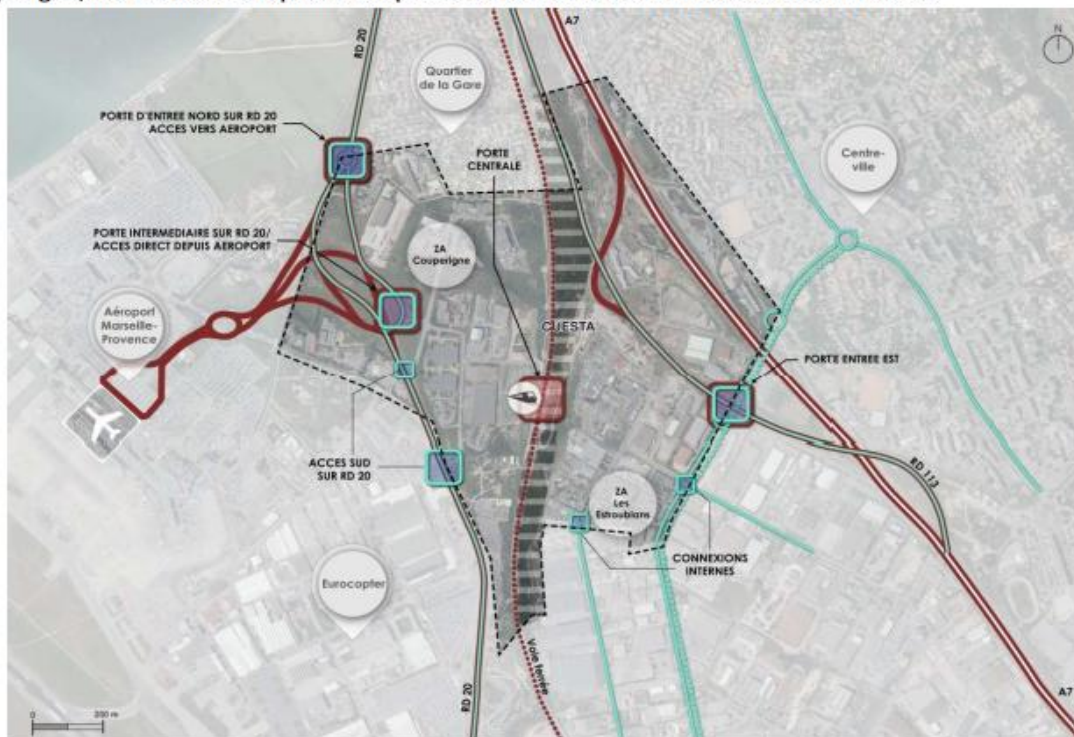 A7
RD 20
N
Quartier
de la Gare
PORTE D'ENTREE NORD SUR RD 20
ACCES VERS AEROPORT
PORTE
CENTRALE
Centre-
ville
PORTE INTERMEDIAIRE SUR RD 20/
ACCES DIRECT DEPUIS AEROPORT
ZA
Couperigne
Aéroport
Marseille-
Provence
CUESTA
PORTE ENTREE EST
ACCES SUD
SUR RD 20
RD 113
ZA
Les
Estroublans
CONNEXIONS
INTERNES
Eurocopter
Voie ferrée
RD 20
A7
0